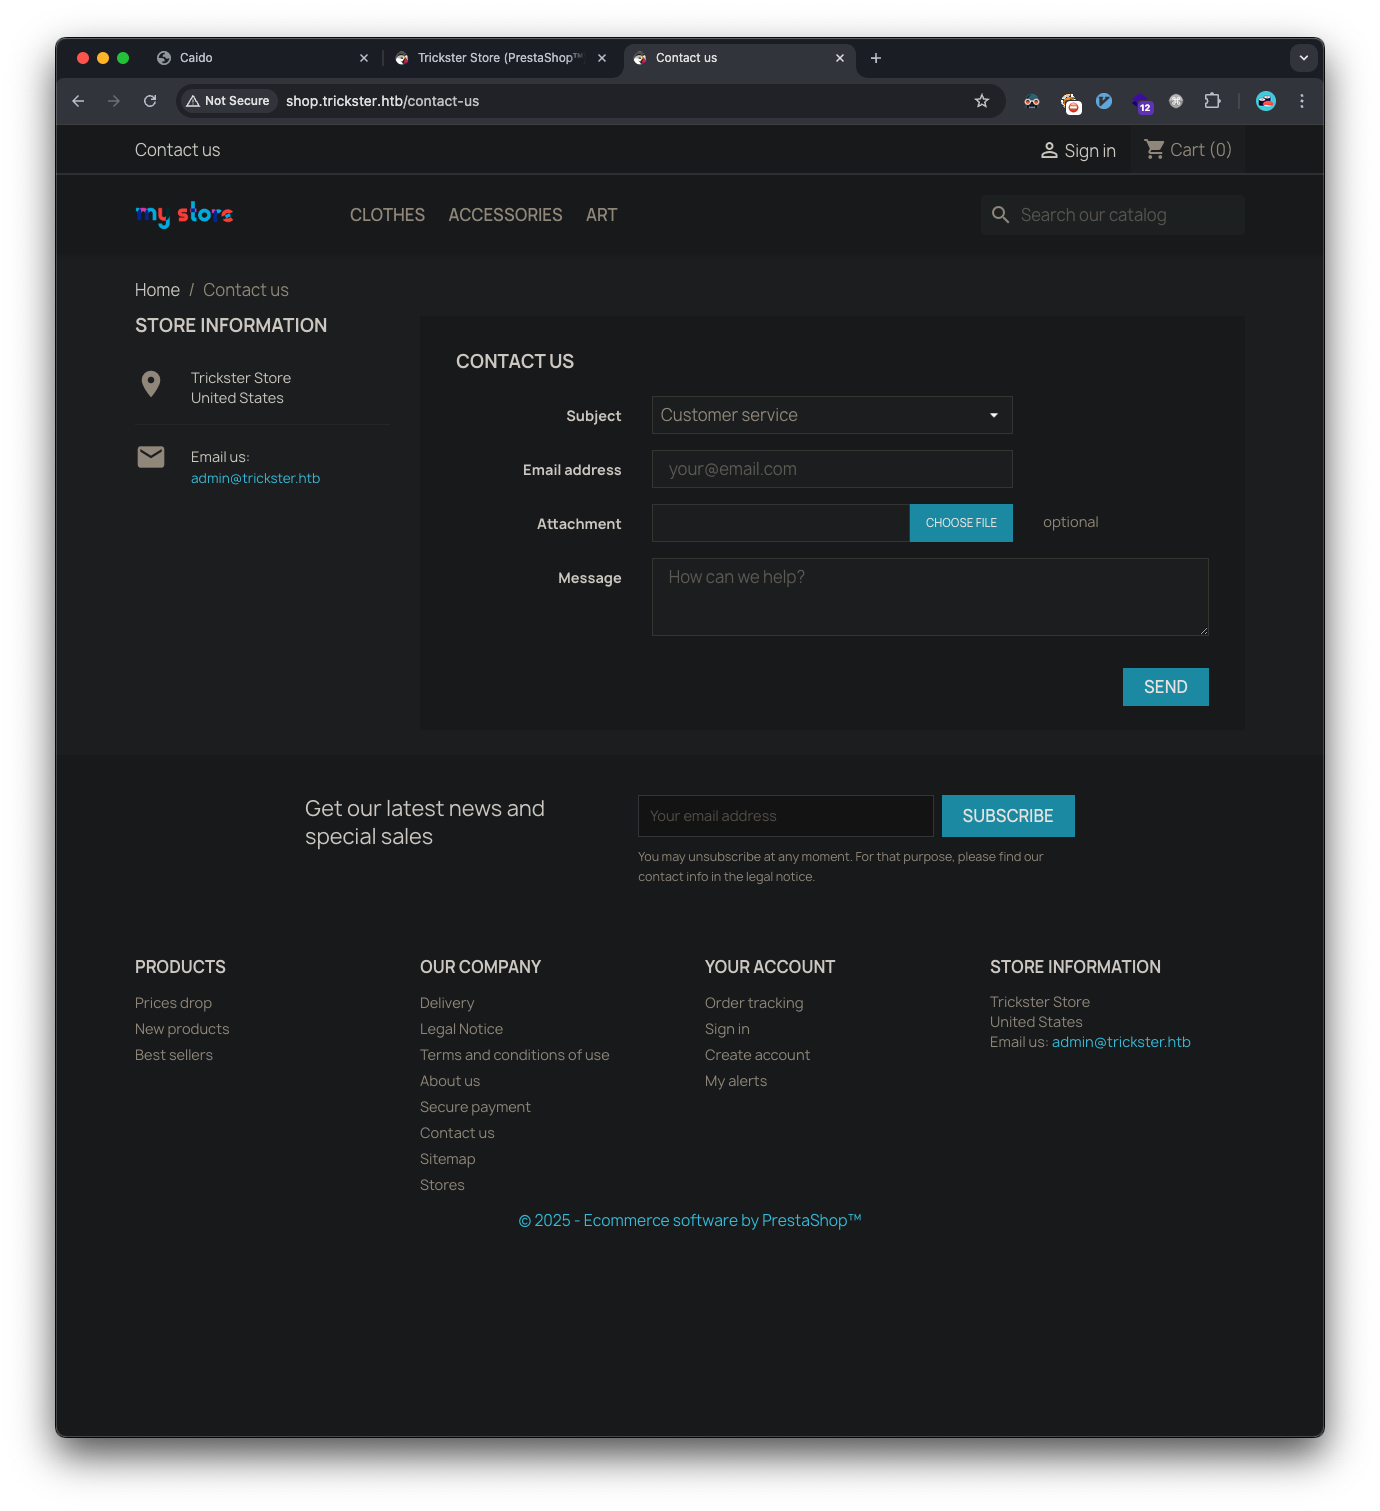 Caido
Trickster Store (PrestaShop™
Contact us
Not Secure
shop.trickster.htb/contact-us
12
Contact us
Sign in
Cart (0)
my store
CLOTHES
ACCESSORIES
ART
Search our catalog
Home / Contact us
STORE INFORMATION
Trickster Store
United States
Email us:
admin@trickster.htb
CONTACT US
Subject
Customer service
Email address
your@email.com
Attachment
CHOOSE FILE
optional
Message
How can we help?
SEND
Get our latest news and
special sales
Your email address
SUBSCRIBE
You may unsubscribe at any moment. For that purpose, please find our
contact info in the legal notice.
PRODUCTS
Prices drop
New products
Best sellers
OUR COMPANY
Delivery
Legal Notice
Terms and conditions of use
About us
Secure payment
Contact us
Sitemap
Stores
YOUR ACCOUNT
Order tracking
Sign in
Create account
My alerts
STORE INFORMATION
Trickster Store
United States
Email us: admin@trickster.htb
© 2025 - Ecommerce software by PrestaShop™